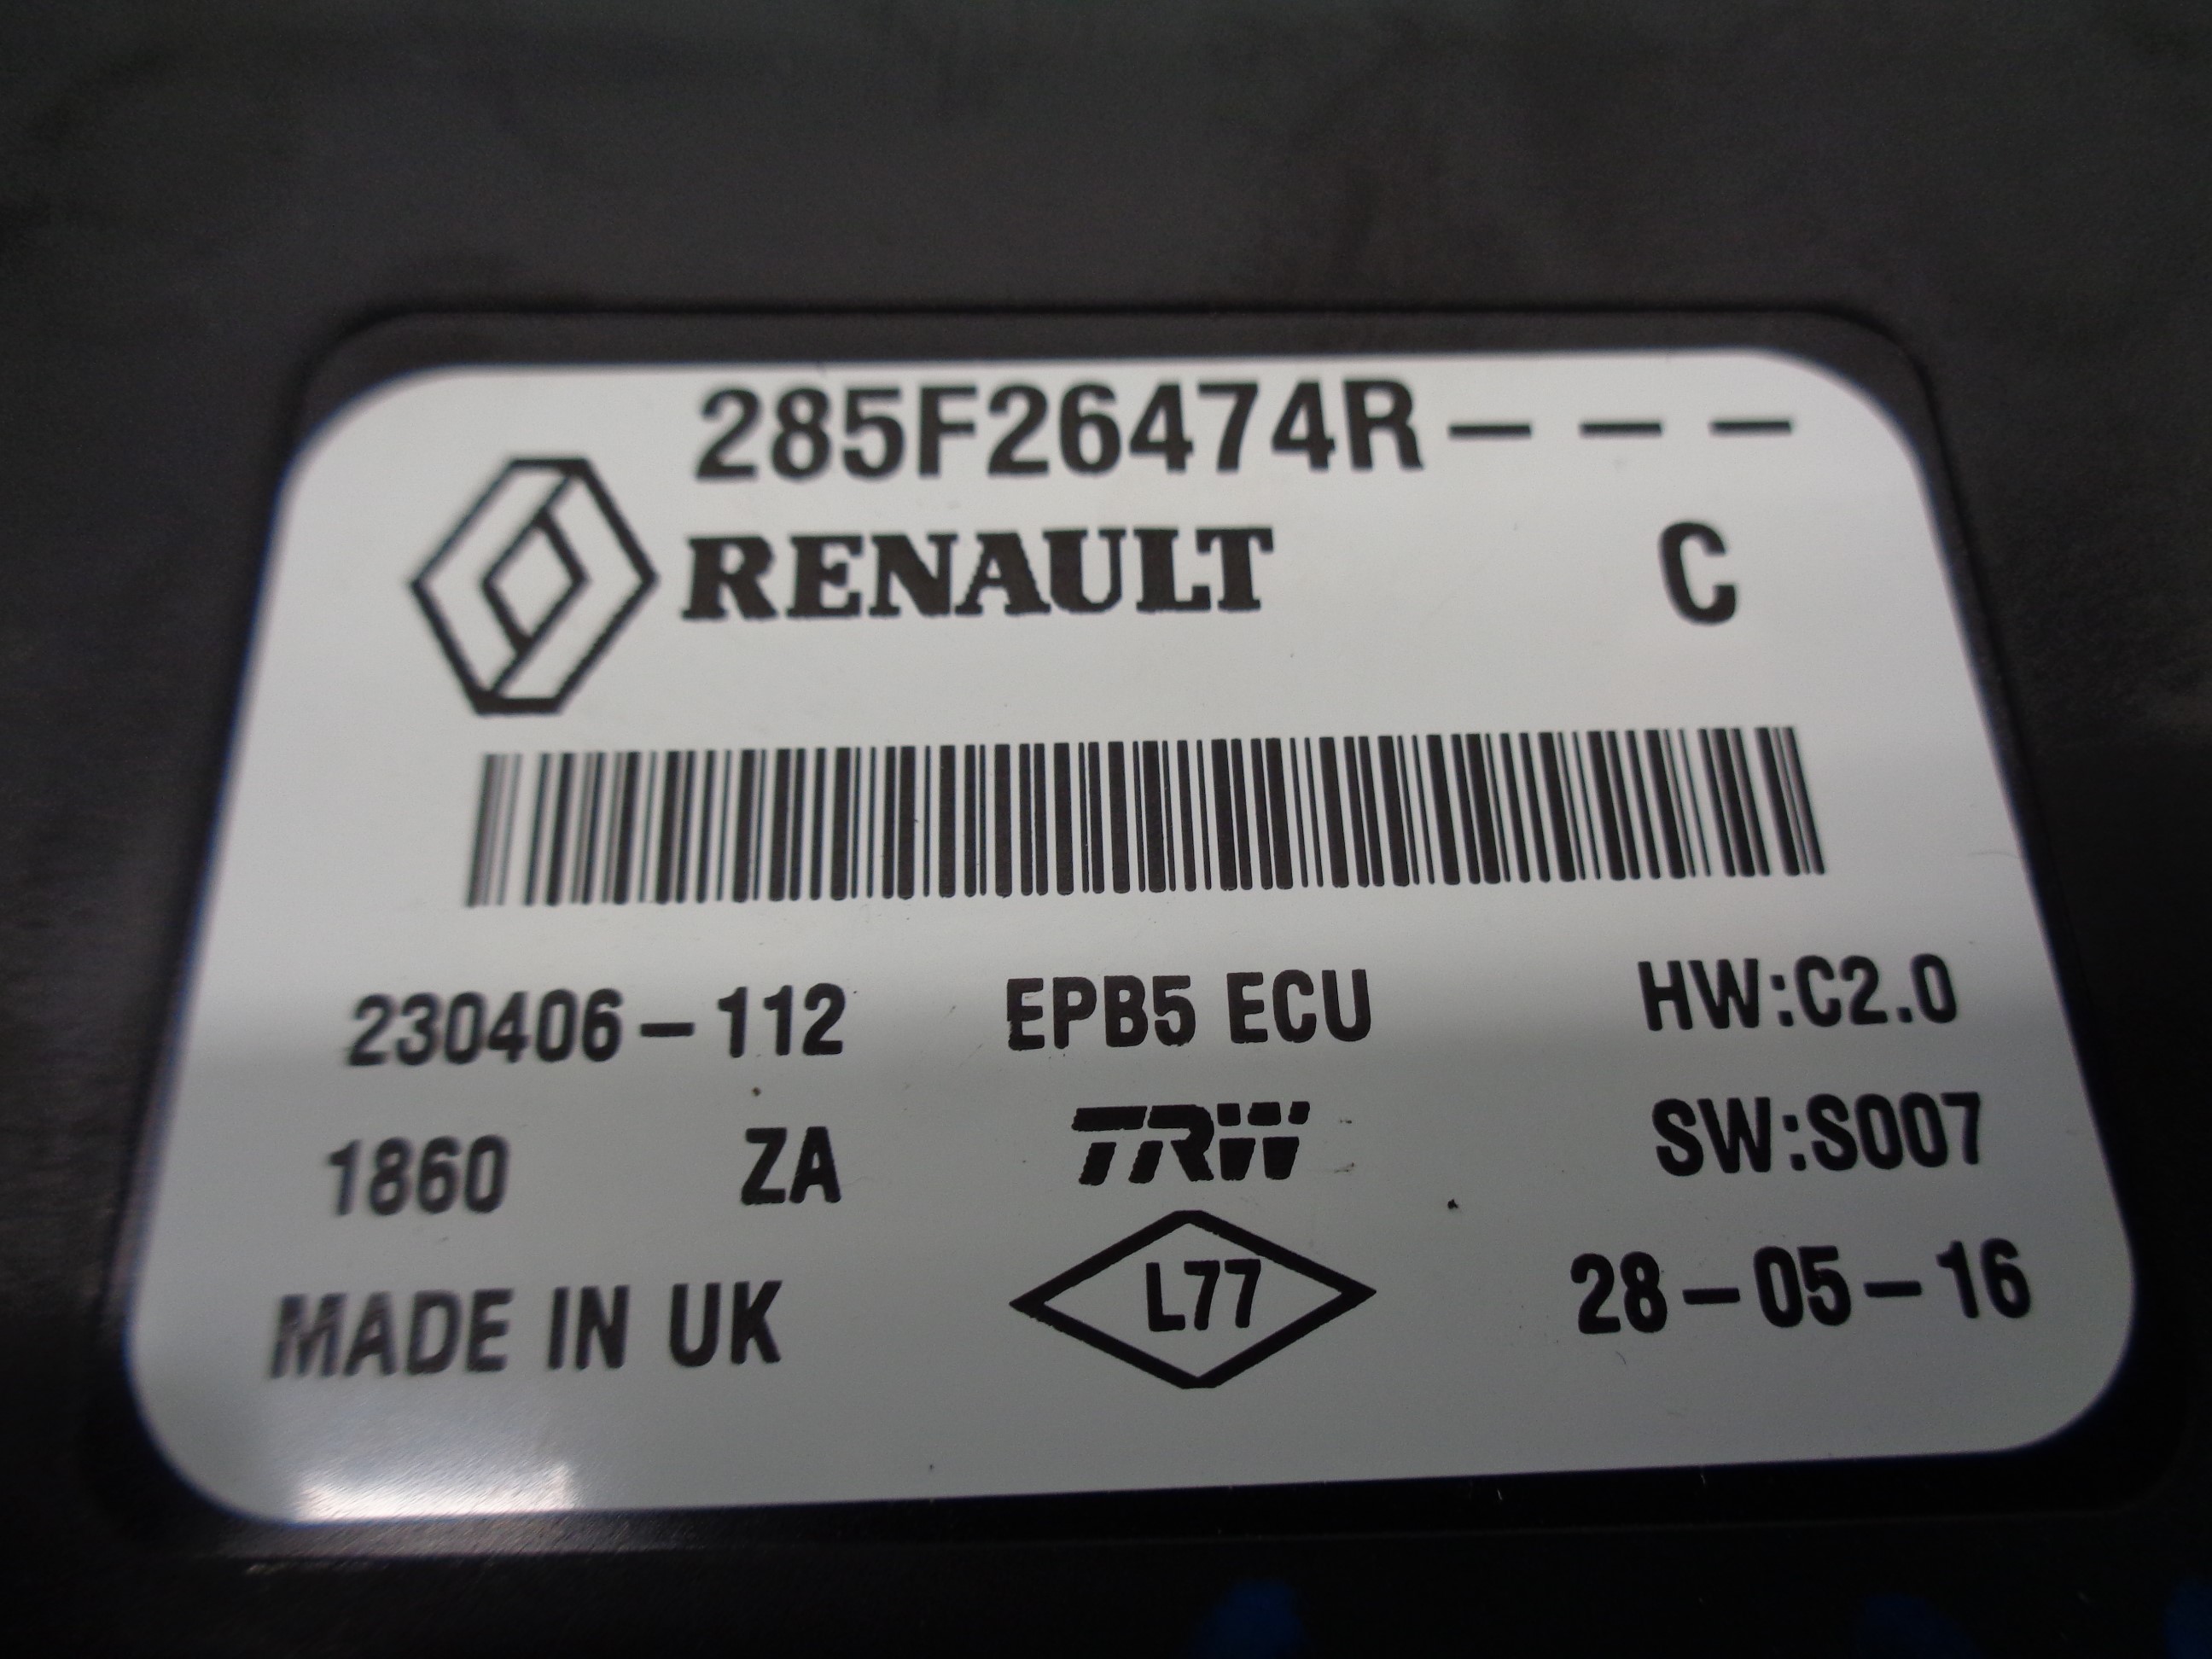 285F26474R---
RENAULT C
230406-112 EPB5 ECU HW:C2.0
1860 ZA TRW SW:S007
MADE IN UK L77 28-05-16